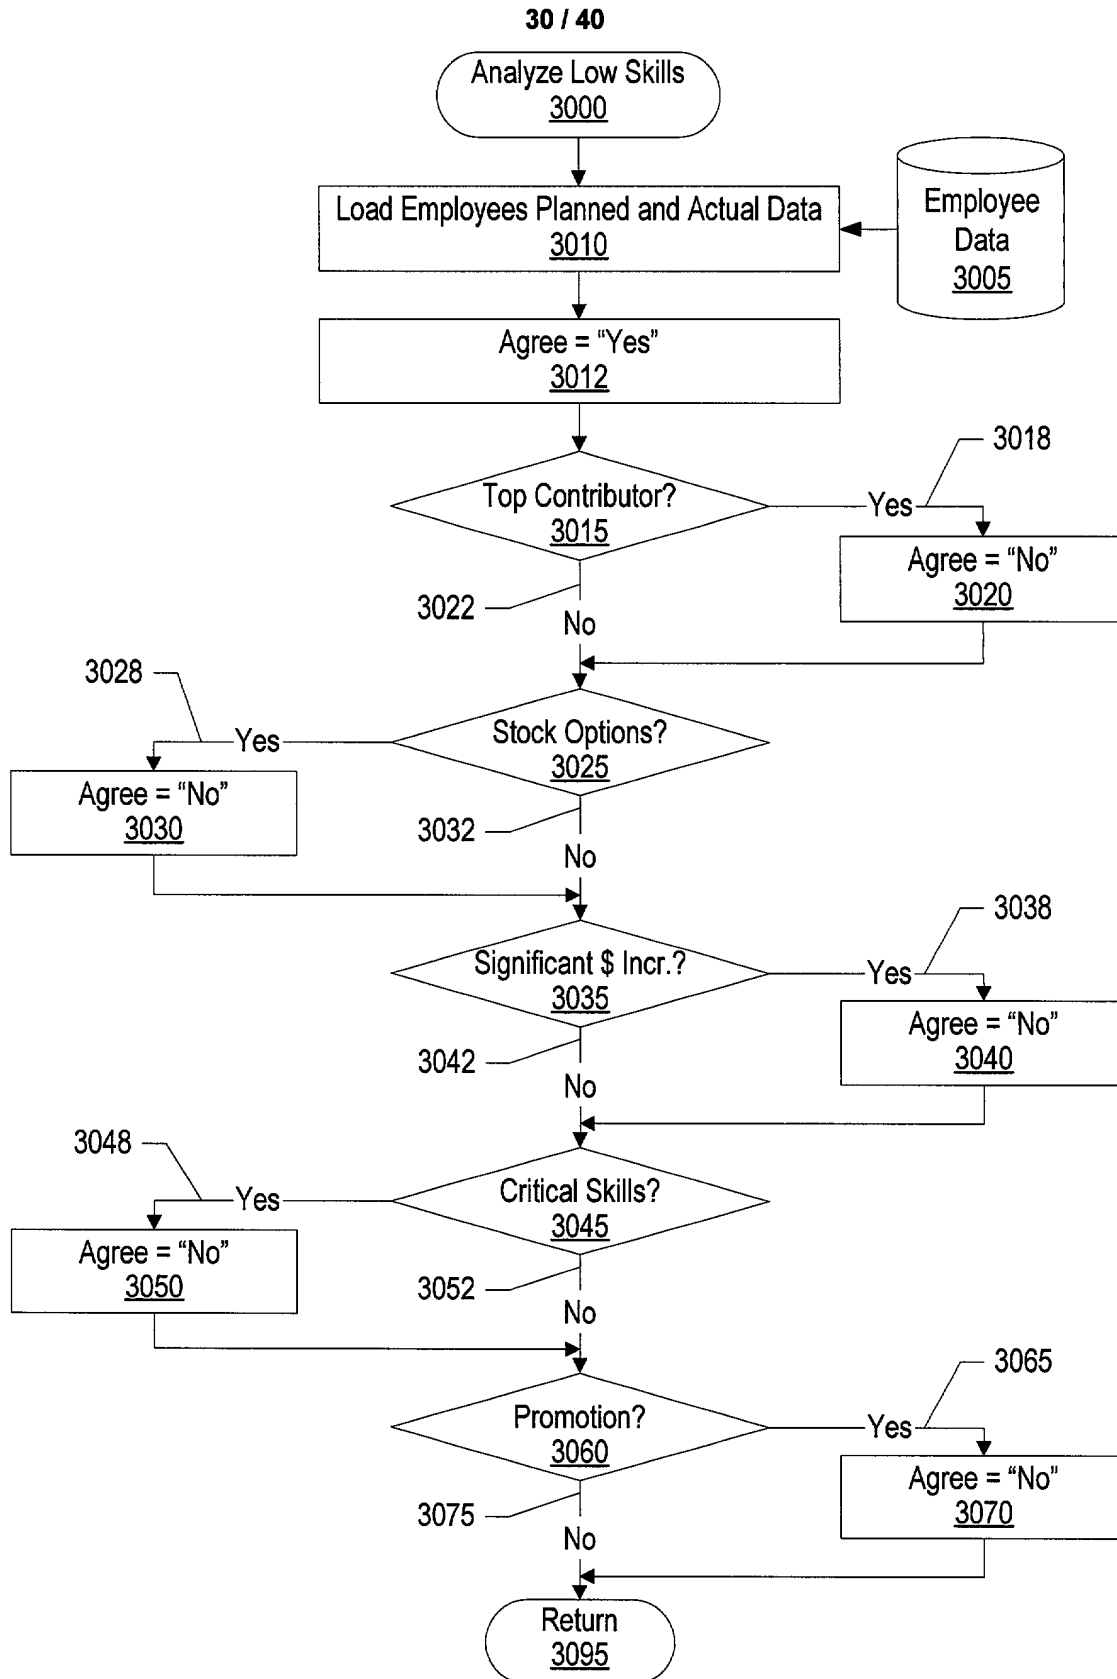 30 / 40
Analyze Low Skills
3000
Load Employees Planned and Actual Data
3010
Employee
Data
3005
Agree = “Yes”
3012
3018
Top Contributor?
3015
Yes
Agree = “No”
3020
3022
No
3028
Yes
Stock Options?
3025
Agree = “No”
3030
3032
No
3038
Significant $ Incr.?
3035
Yes
Agree = “No”
3040
3042
No
3048
Yes
Critical Skills?
3045
Agree = “No”
3050
3052
No
3065
Promotion?
3060
Yes
Agree = “No”
3070
3075
No
Return
3095